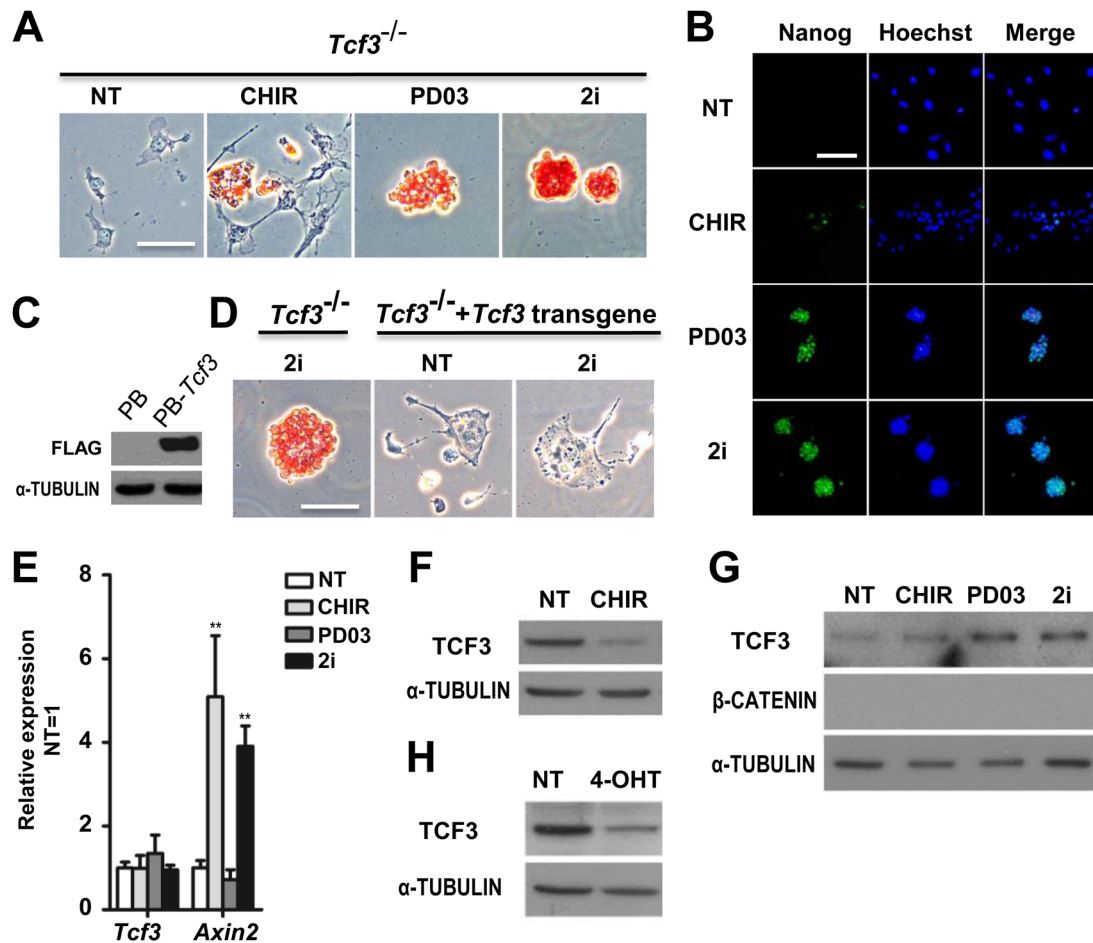 A
Tcf3-/-
NT CHIR PD03 2i
B
Nanog Hoechst Merge
NT
CHIR
PD03
2i
C
PB PB-Tcf3
FLAG
α-TUBULIN
D
Tcf3-/- Tcf3-/-+Tcf3 transgene
2i NT 2i
E
Relative expression
NT=1
8
6
4
2
0
** **
Tcf3 Axin2
NT
CHIR
PD03
2i
F
NT CHIR
TCF3
α-TUBULIN
G
NT CHIR PD03 2i
TCF3
β-CATENIN
α-TUBULIN
H
NT 4-OHT
TCF3
α-TUBULIN